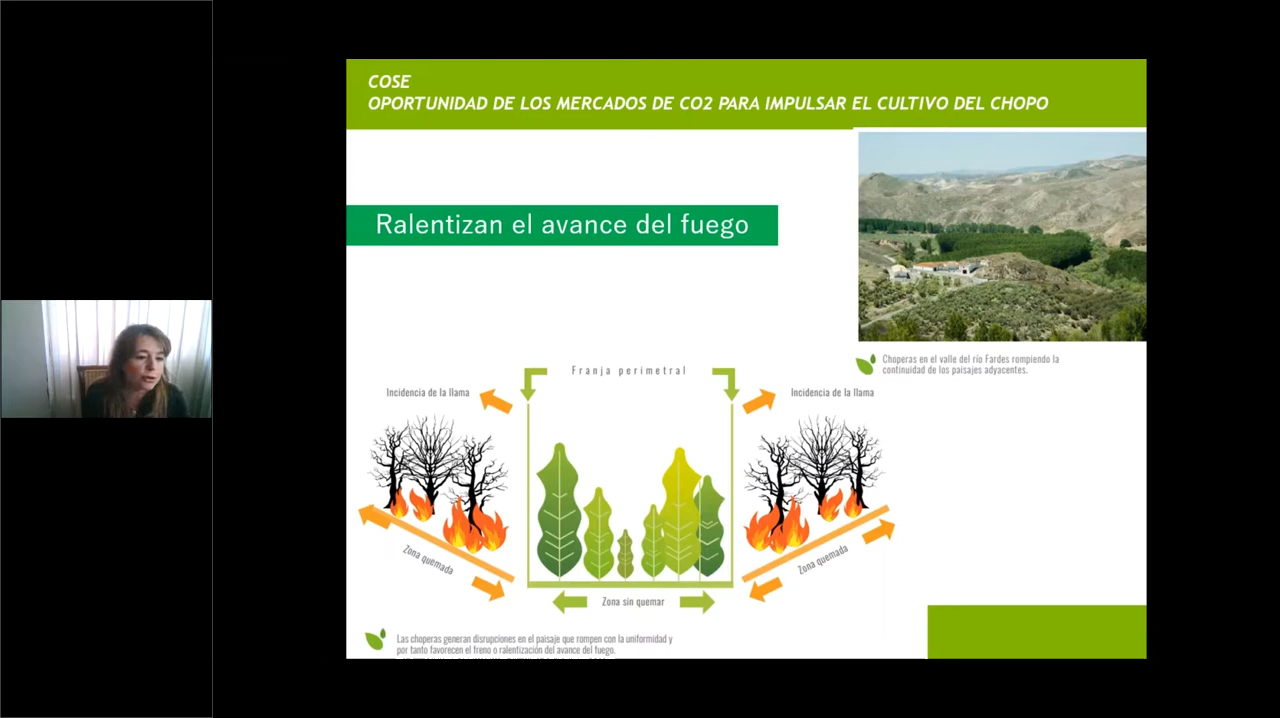 COSE
OPORTUNIDAD DE LOS MERCADOS DE CO2 PARA IMPULSAR EL CULTIVO DEL CHOPO
Ralentizan el avance del fuego
Choperas en el valle del río Fardes rompiendo la
continuidad de los paisajes adyacentes.
Franja perimetral
Incidencia de la llama
Incidencia de la llama
Zona quemada
Zona quemada
Zona sin quemar
Las choperas generan disrupciones en el paisaje que rompen con la uniformidad y
por tanto favorecen el freno o ralentización del avance del fuego.